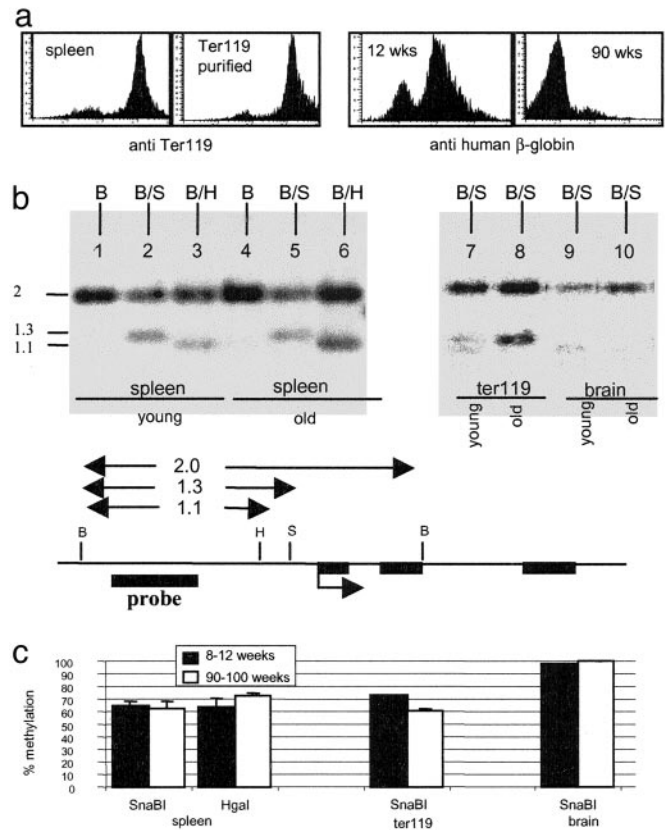 a
spleen
Ter119 purified
12 wks
90 wks
anti Ter119
anti human β-globin
b
B B/S B/H B B/S B/H B/S B/S B/S B/S
1 2 3 4 5 6 7 8 9 10
2
1.3
1.1
spleen spleen ter119 brain
young old young old young old
2.0
1.3
1.1
B H S B
probe
c
8-12 weeks
90-100 weeks
% methylation
100
90
80
70
60
50
40
30
20
10
0
SnaBI HgaI SnaBI SnaBI
spleen ter119 brain